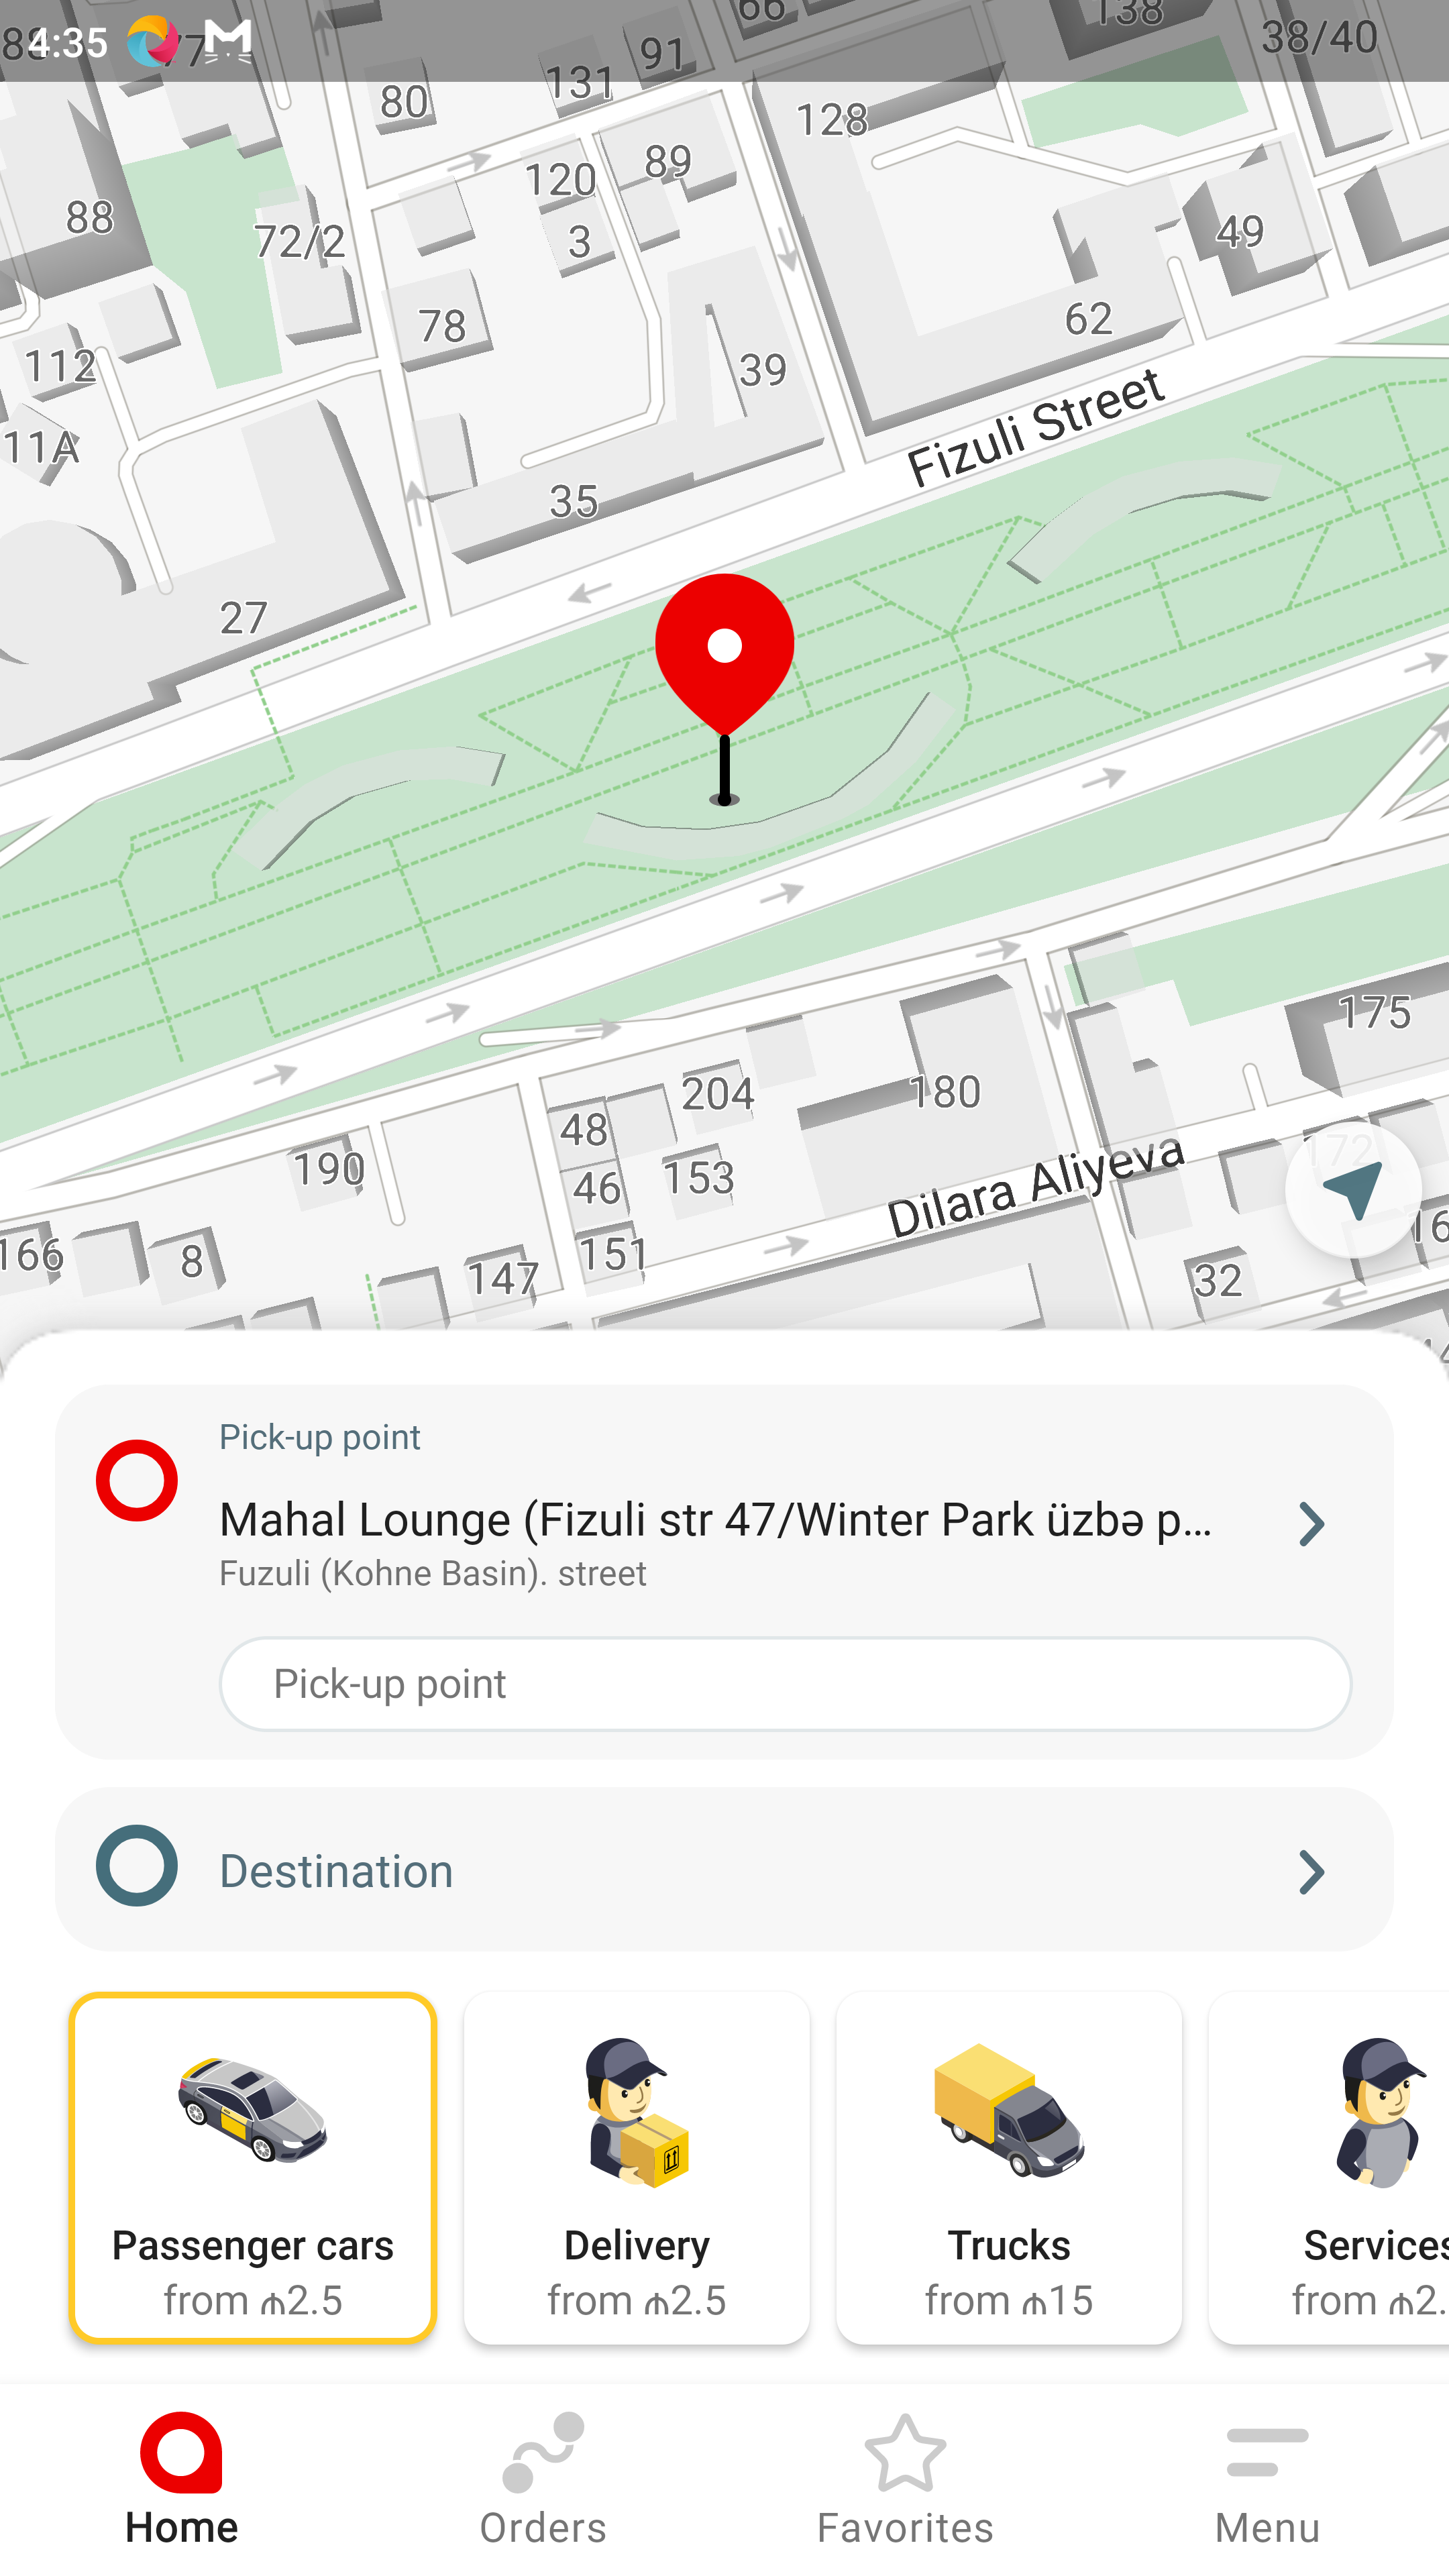 4:35
66
138
38/40
91
131
80
128
120
89
88
72/2
3
49
78
62
112
39
Fizuli Street
11A
35
27
175
204
180
48
190
153
46
Dilara Aliyeva
172
166
8
151
147
32
Pick-up point
Mahal Lounge (Fizuli str 47/Winter Park üzbə p...
Fuzuli (Kohne Basin). street
Pick-up point
Destination
Passenger cars
from ₼2.5
Delivery
from ₼2.5
Trucks
from ₼15
Services
from ₼2.
Home
Orders
Favorites
Menu